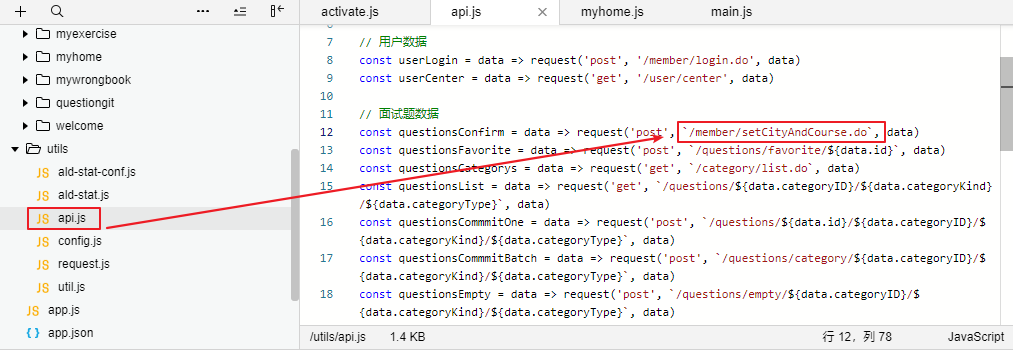 activate.js
api.js
myhome.js
main.js
myexercise
myhome
mywrongbook
questiongit
welcome
utils
JS ald-stat-conf.js
JS ald-stat.js
JS api.js
JS config.js
JS request.js
JS util.js
JS app.js
{ } app.json
7 // 用户数据
8 const userLogin = data => request('post', '/member/login.do', data)
9 const userCenter = data => request('get', '/user/center', data)
10
11 // 面试题数据
12 const questionsConfirm = data => request('post', `/member/setCityAndCourse.do`, data)
13 const questionsFavorite = data => request('post', `/questions/favorite/${data.id}`, data)
14 const questionsCategorys = data => request('get', `/category/list.do`, data)
15 const questionsList = data => request('get', `/questions/${data.categoryID}/${data.categoryKind}
/${data.categoryType}`, data)
16 const questionsCommmitOne = data => request('post', `/questions/${data.id}/${data.categoryID}/$
{data.categoryKind}/${data.categoryType}`, data)
17 const questionsCommmitBatch = data => request('post', `/questions/category/${data.categoryID}/$
{data.categoryKind}/${data.categoryType}`, data)
18 const questionsEmpty = data => request('post', `/questions/empty/${data.categoryID}/$
{data.categoryKind}/${data.categoryType}`, data)
/utils/api.js 1.4 KB 行 12，列 78 JavaScript